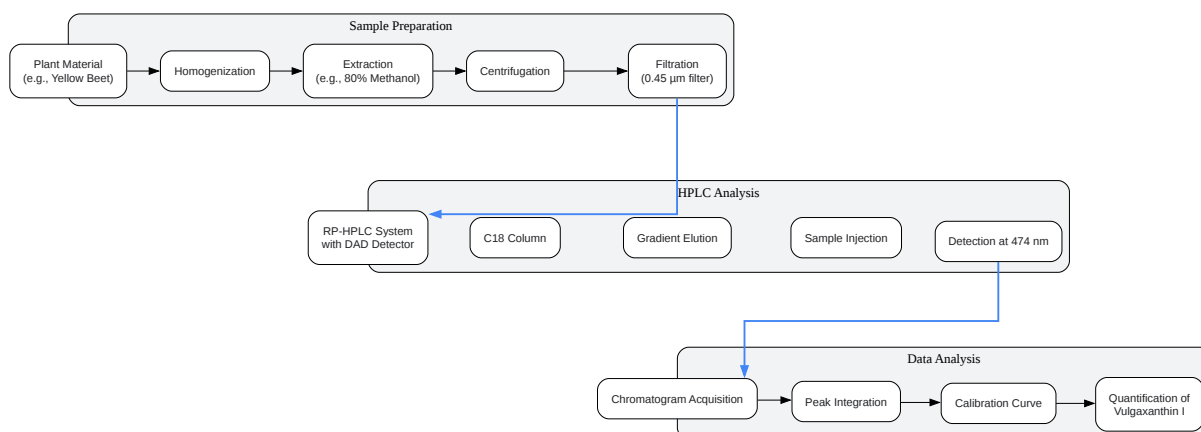 Sample Preparation
Plant Material
(e.g., Yellow Beet)
Homogenization
Extraction
(e.g., 80% Methanol)
Centrifugation
Filtration
(0.45 µm filter)
HPLC Analysis
RP-HPLC System
with DAD Detector
C18 Column
Gradient Elution
Sample Injection
Detection at 474 nm
Data Analysis
Chromatogram Acquisition
Peak Integration
Calibration Curve
Quantification of
Vulgaxanthin I